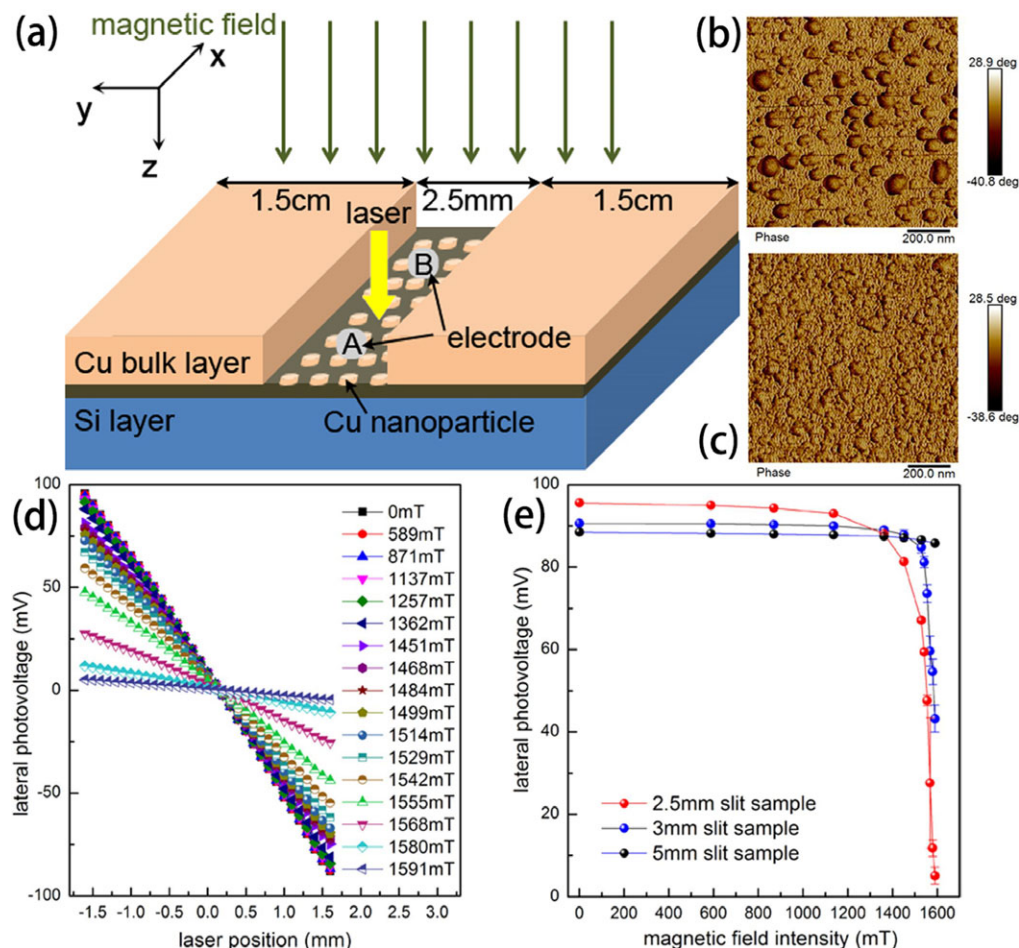 (a)
magnetic field
x
y
z
1.5cm
2.5mm
1.5cm
laser
B
A
electrode
Cu bulk layer
Si layer
Cu nanoparticle
(b)
28.9 deg
-40.8 deg
Phase
200.0 nm
28.5 deg
-38.6 deg
(c)
Phase
200.0 nm
(d)
100
50
0
-50
-100
lateral photovoltage (mV)
-1.5 -1.0 -0.5 0.0 0.5 1.0 1.5 2.0 2.5 3.0
laser position (mm)
0mT
589mT
871mT
1137mT
1257mT
1362mT
1451mT
1468mT
1484mT
1499mT
1514mT
1529mT
1542mT
1555mT
1568mT
1580mT
1591mT
(e)
100
80
60
40
20
0
lateral photovoltage (mV)
2.5mm slit sample
3mm slit sample
5mm slit sample
0 200 400 600 800 1000 1200 1400 1600
magnetic field intensity (mT)